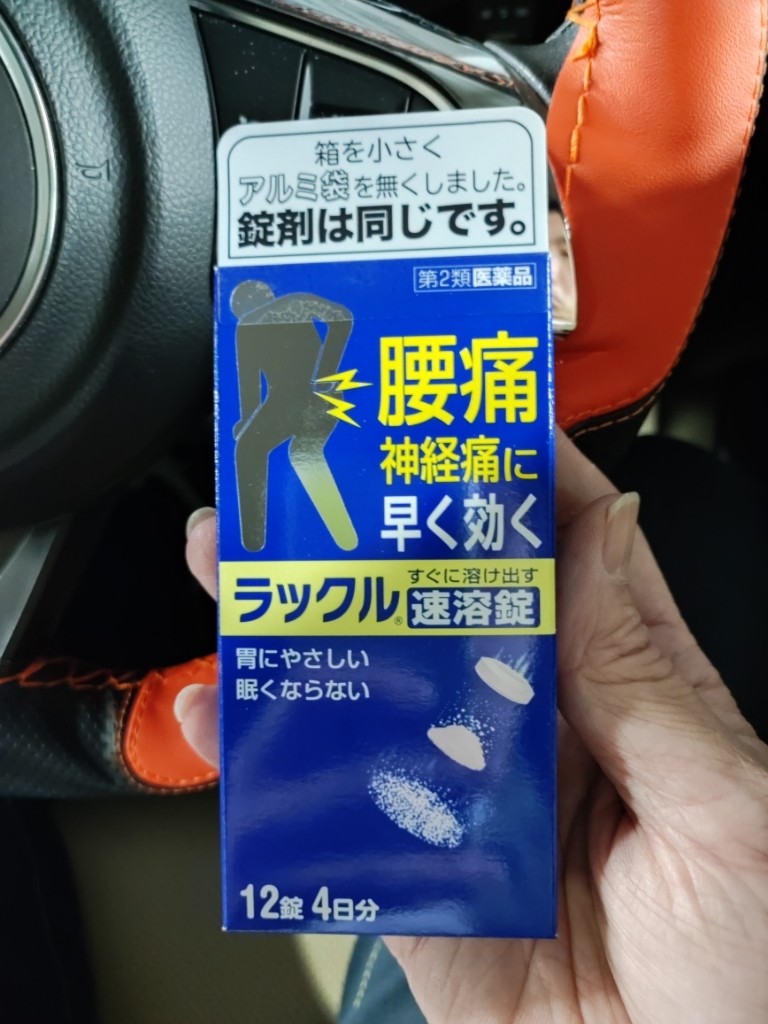 箱を小さく
アルミ袋を無くしました。
錠剤は同じです。
第2類医薬品
腰痛
神経痛に
早く効く
すぐに溶け出す
ラックル® 速溶錠
胃にやさしい
眠くならない
12錠 4日分